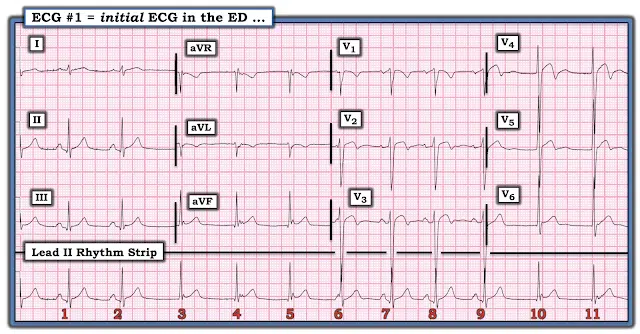 ECG #1 = initial ECG in the ED ...
I
aVR
V1
V4
II
aVL
V2
V5
III
aVF
V3
V6
Lead II Rhythm Strip
1 2 3 4 5 6 7 8 9 10 11